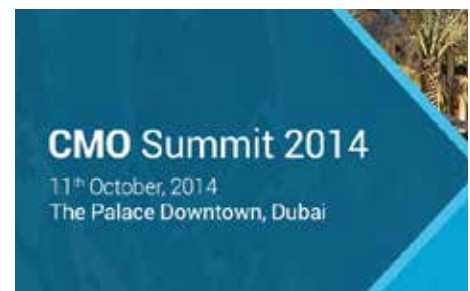 CMO Summit 2014
11th October, 2014
The Palace Downtown, Dubai